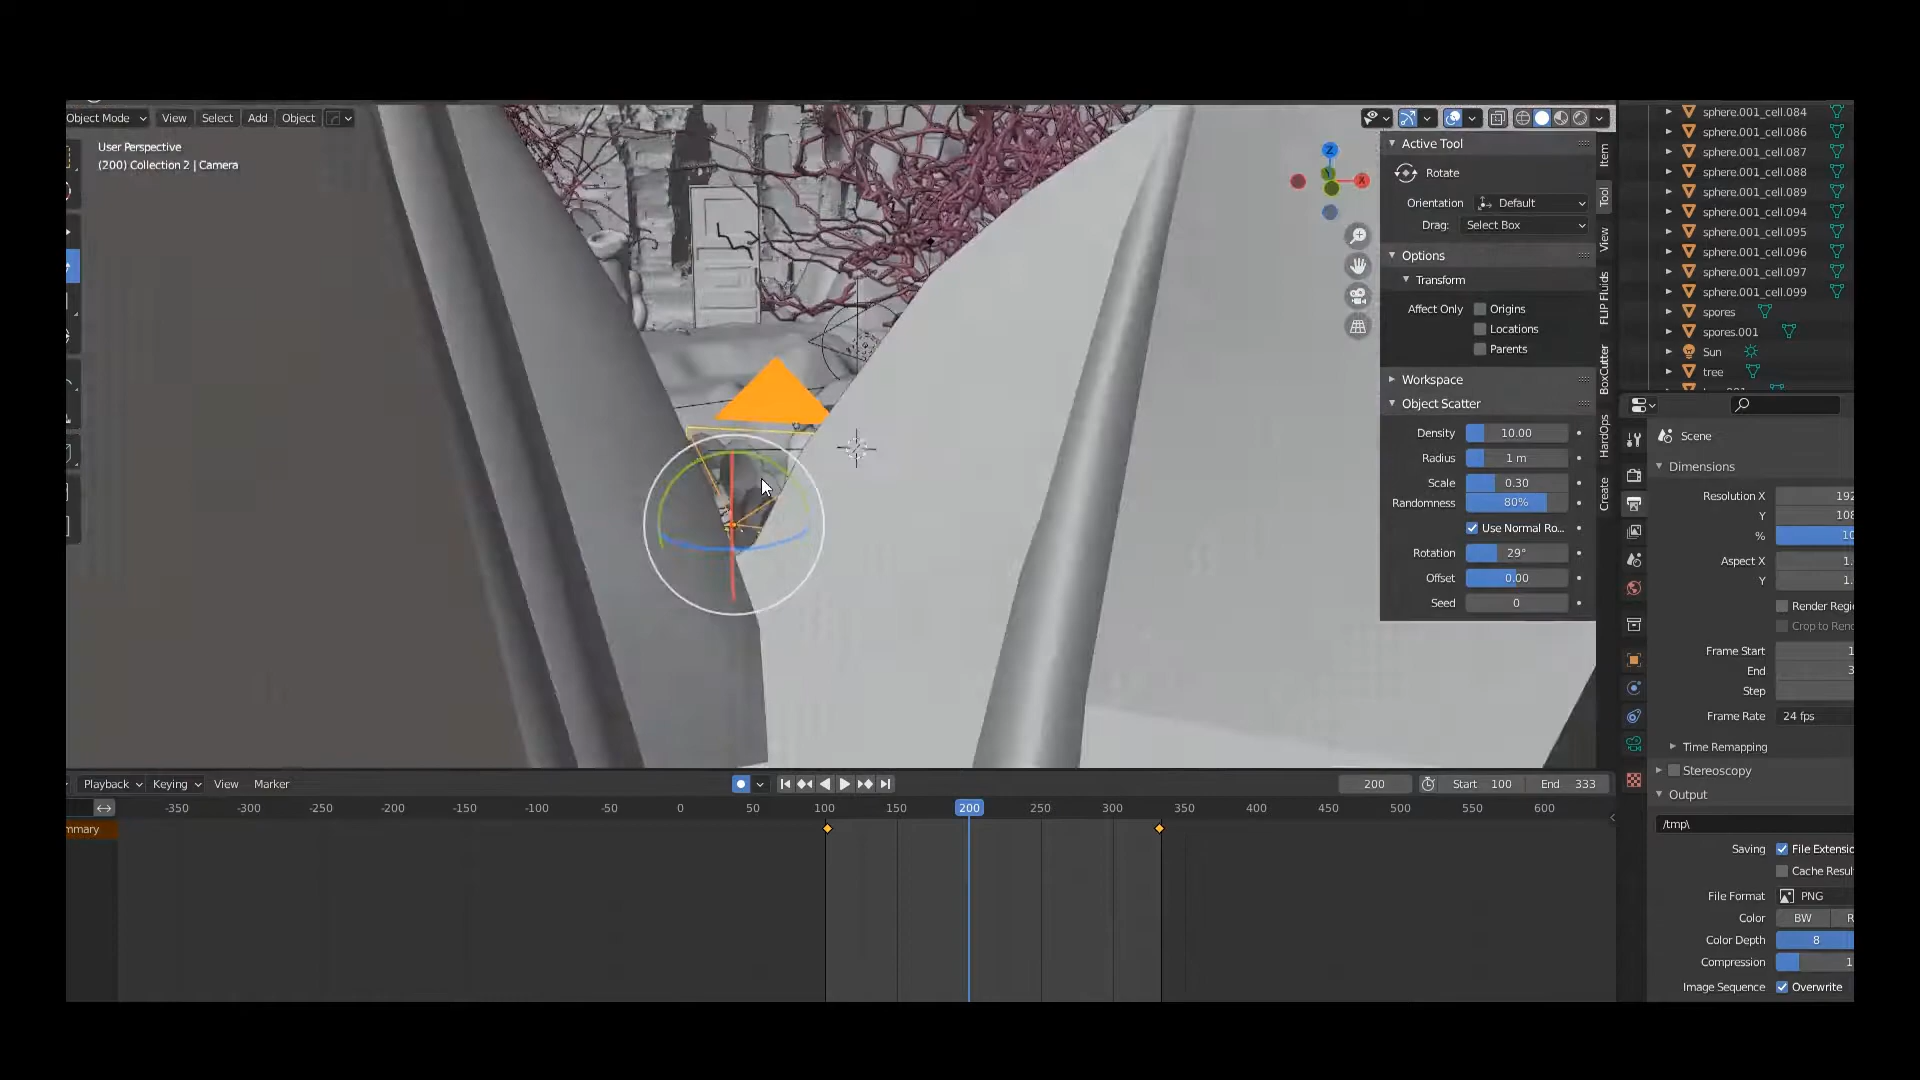 Object Mode View Select Add Object
User Perspective
(200) Collection 2 | Camera
Z
Y
X
Active Tool
Rotate
Orientation Default
Drag: Select Box
Options
Transform
Affect Only Origins
Locations
Parents
Workspace
Object Scatter
Density 10.00
Radius 1 m
Scale 0.30
Randomness 80%
Use Normal Ro...
Rotation 29°
Offset 0.00
Seed 0
Item
Tool
View
FLIP Fluids
BoxCutter
HardOps
Create
sphere.001_cell.084
sphere.001_cell.086
sphere.001_cell.087
sphere.001_cell.088
sphere.001_cell.089
sphere.001_cell.094
sphere.001_cell.095
sphere.001_cell.096
sphere.001_cell.097
sphere.001_cell.099
spores
spores.001
Sun
tree
Scene
Dimensions
Resolution X 192
Y 108
% 10
Aspect X 1.
Y 1.
Render Regi
Crop to Rend
Frame Start 1
End 3
Step
Frame Rate 24 fps
Time Remapping
Stereoscopy
Output
/tmp\
Saving File Extensio
Cache Resul
File Format PNG
Color BW R
Color Depth 8
Compression 1
Image Sequence Overwrite
Playback Keying View Marker
200 Start 100 End 333
-350 -300 -250 -200 -150 -100 -50 0 50 100 150 200 250 300 350 400 450 500 550 600
mmary